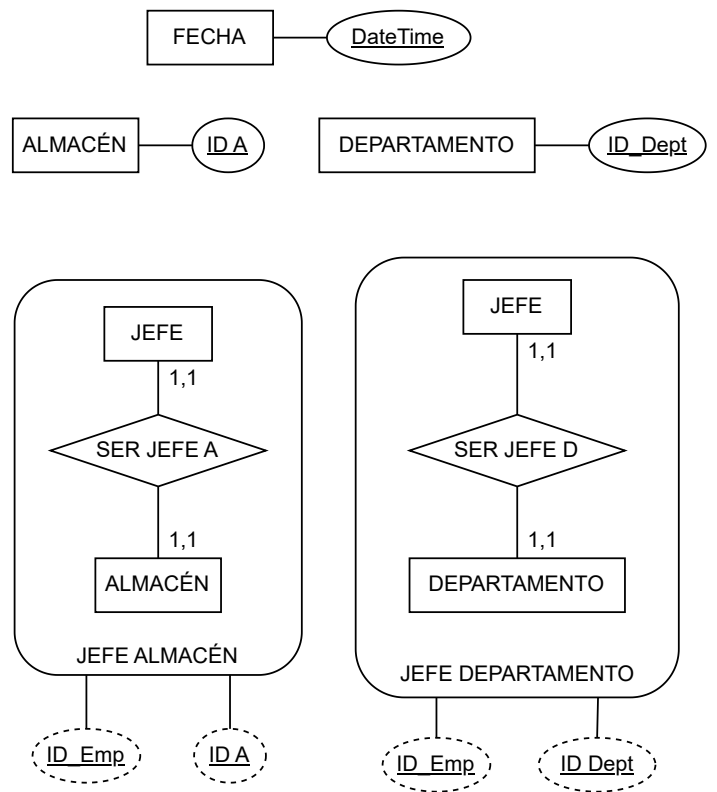 FECHA
DateTime
ALMACÉN
ID A
DEPARTAMENTO
ID_Dept
JEFE
1,1
SER JEFE A
1,1
ALMACÉN
JEFE ALMACÉN
ID_Emp
ID A
JEFE
1,1
SER JEFE D
1,1
DEPARTAMENTO
JEFE DEPARTAMENTO
ID_Emp
ID Dept